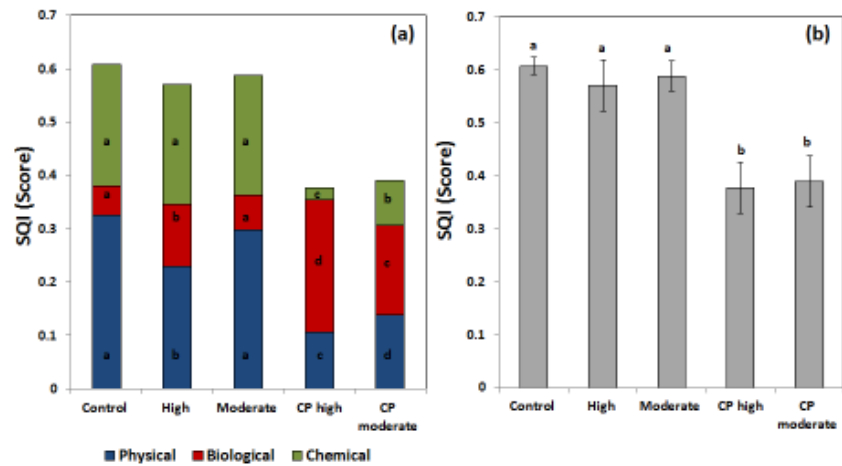 (a)
SQI (Score)
0.7
0.6
0.5
0.4
0.3
0.2
0.1
0
a a a c b
a b a d c
a b a c d
Control High Moderate CP high CP
moderate
Physical Biological Chemical
(b)
SQI (Score)
0.7
0.6
0.5
0.4
0.3
0.2
0.1
0
a a a b b
Control High Moderate CP high CP
moderate